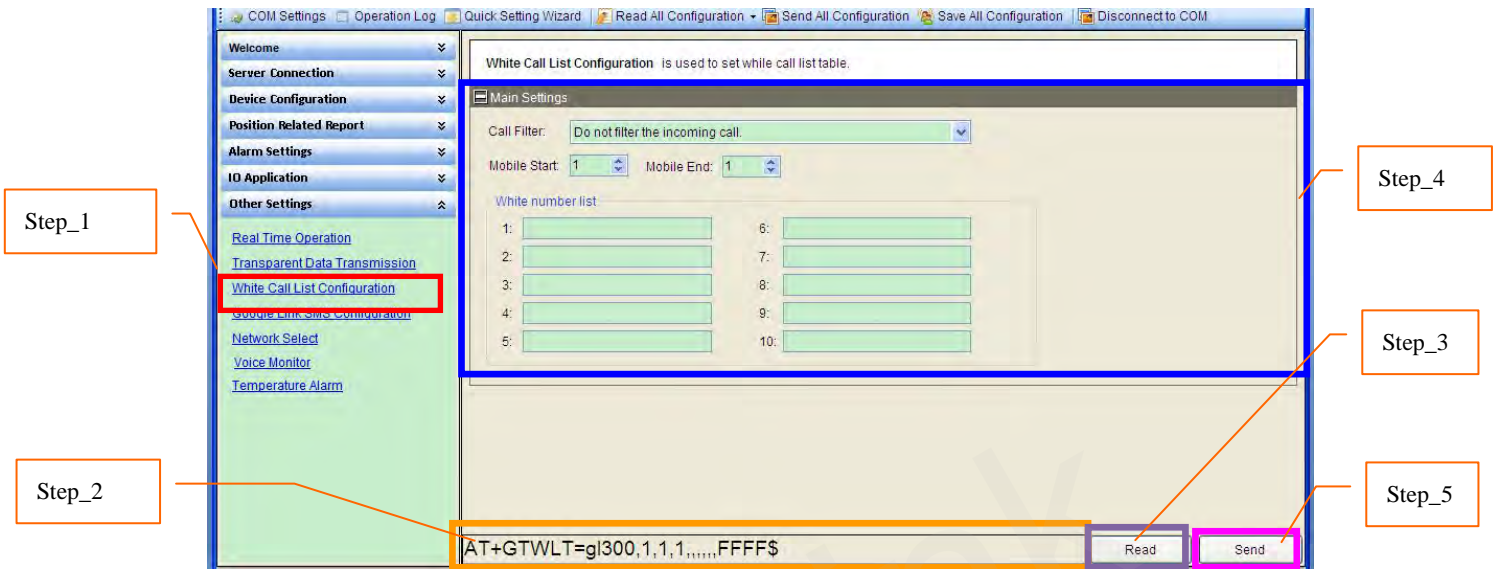 COM Settings Operation Log Quick Setting Wizard Read All Configuration Send All Configuration Save All Configuration Disconnect to COM
Welcome
Server Connection
Device Configuration
Position Related Report
Alarm Settings
IO Application
Other Settings
Real Time Operation
Transparent Data Transmission
White Call List Configuration
Google Link SMS Configuration
Network Select
Voice Monitor
Temperature Alarm
White Call List Configuration is used to set while call list table.
Main Settings
Call Filter: Do not filter the incoming call.
Mobile Start: 1 Mobile End: 1
White number list
1: 6:
2: 7:
3: 8:
4: 9:
5: 10:
AT+GTWLT=gl300,1,1,1,,,,,,FFFF$
Read Send
Step_1
Step_2
Step_3
Step_4
Step_5